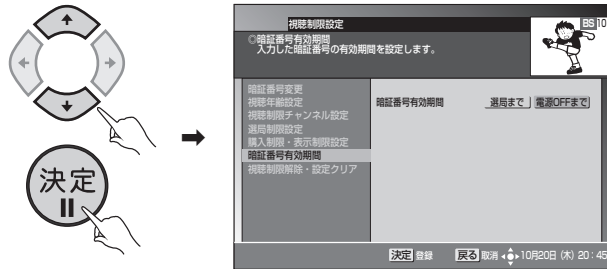 決定
視聴制限設定
◎暗証番号有効期間
入力した暗証番号の有効期間を設定します。
BS 10
暗証番号変更
視聴年齢設定
視聴制限チャンネル設定
選局制限設定
購入制限・表示制限設定
暗証番号有効期間
視聴制限解除・設定クリア
暗証番号有効期間 選局まで 電源OFFまで
決定 登録 戻る 取消 10月20日 (木) 20:45